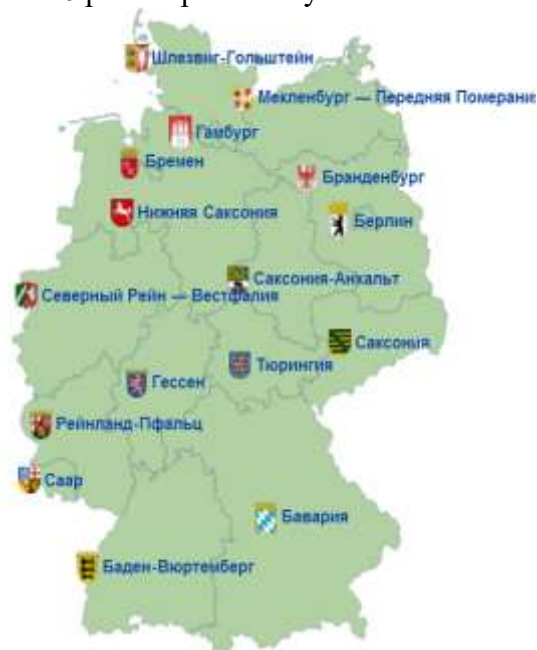 Шлезвиг-Гольштейн
Мекленбург — Передняя Померания
Гамбург
Бремен
Бранденбург
Нижняя Саксония
Берлин
Саксония-Анхальт
Северный Рейн — Вестфалия
Саксония
Тюрингия
Гессен
Рейнланд-Пфальц
Саар
Бавария
Баден-Вюртемберг